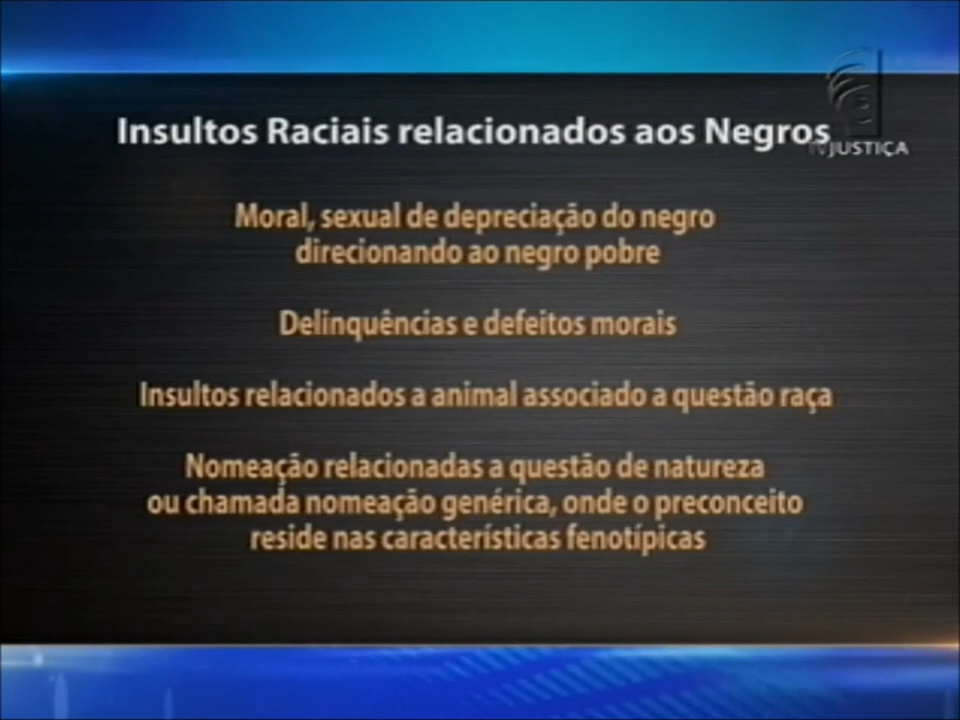 Insultos Raciais relacionados aos Negros
TVJUSTIÇA
Moral, sexual de depreciação do negro
direcionando ao negro pobre
Delinquências e defeitos morais
Insultos relacionados a animal associado a questão raça
Nomeação relacionadas a questão de natureza
ou chamada nomeação genérica, onde o preconceito
reside nas características fenotípicas